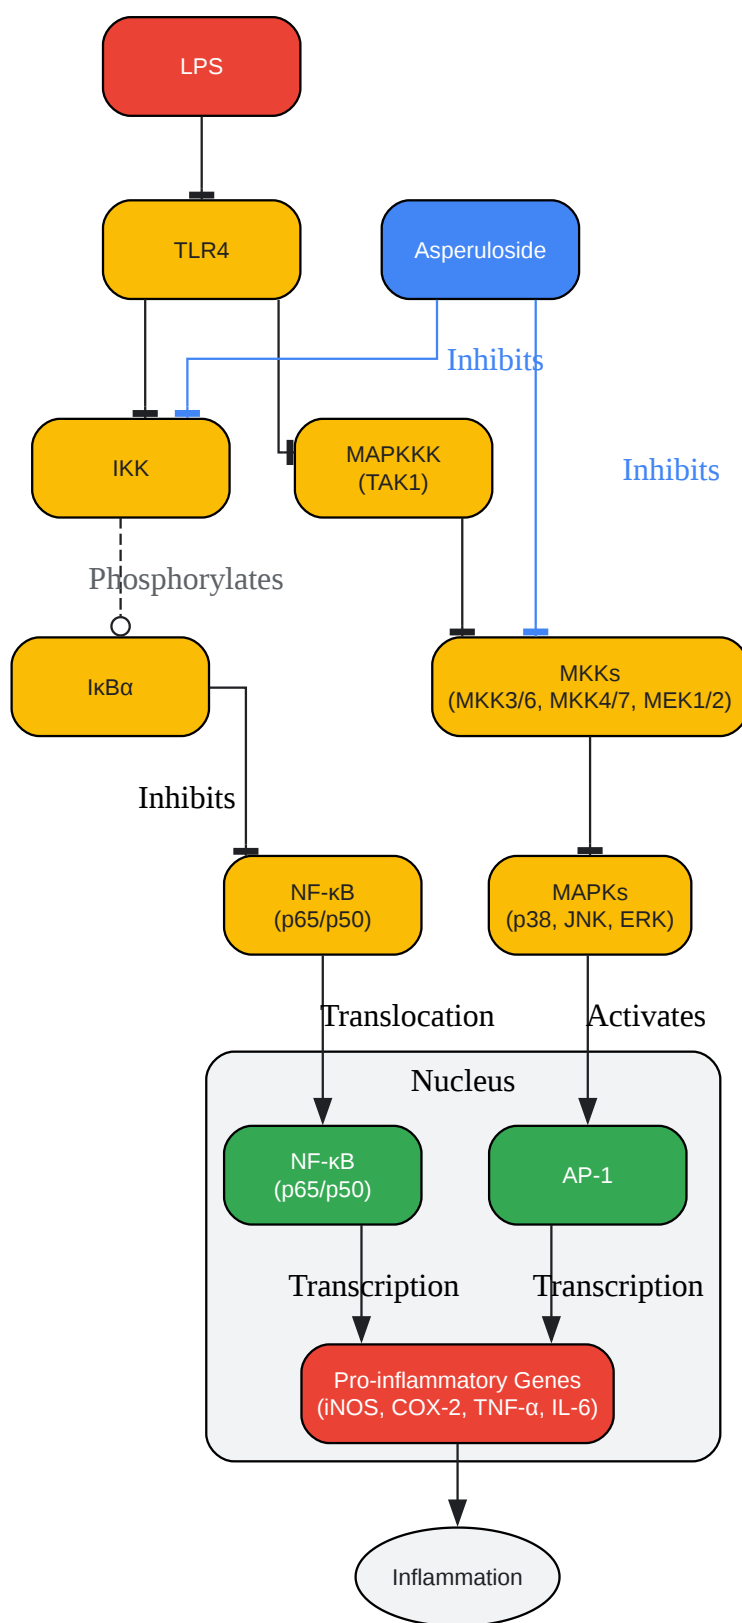 LPS
TLR4
Asperuloside
Inhibits
IKK
MAPKKK
(TAK1)
Inhibits
Phosphorylates
IκBα
MKKs
(MKK3/6, MKK4/7, MEK1/2)
Inhibits
NF-κB
(p65/p50)
MAPKs
(p38, JNK, ERK)
Translocation
Activates
Nucleus
NF-κB
(p65/p50)
AP-1
Transcription
Transcription
Pro-inflammatory Genes
(iNOS, COX-2, TNF-α, IL-6)
Inflammation